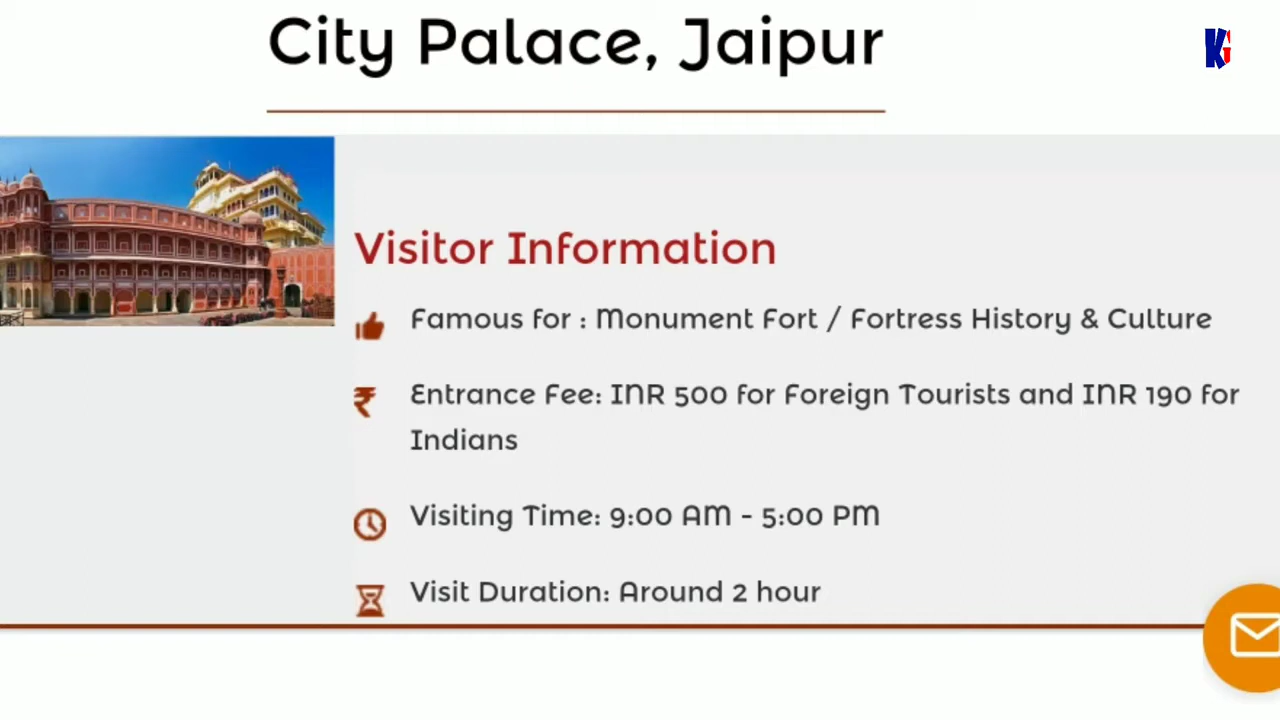 City Palace, Jaipur
Visitor Information
Famous for : Monument Fort / Fortress History & Culture
Entrance Fee: INR 500 for Foreign Tourists and INR 190 for
Indians
Visiting Time: 9:00 AM - 5:00 PM
Visit Duration: Around 2 hour